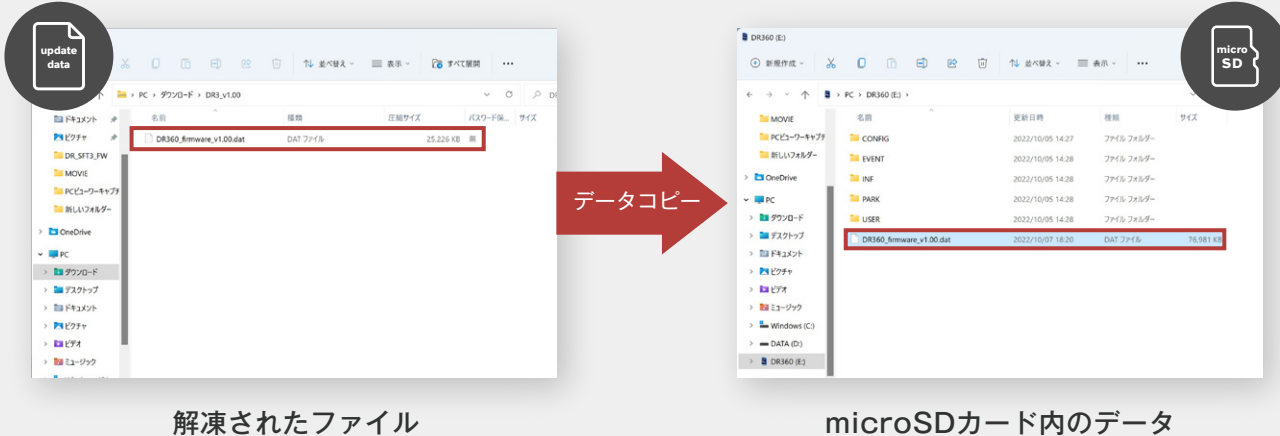 update
data
並べ替え
表示
すべて展開
PC › ダウンロード › DR3_v1.00
ドキュメント
ピクチャ
DR_SFT3_FW
MOVIE
PCビューワーキャプチ
新しいフォルダー
OneDrive
PC
ダウンロード
デスクトップ
ドキュメント
ピクチャ
ビデオ
ミュージック
名前 種類 圧縮サイズ パスワード保... サイズ
DR360_firmware_v1.00.dat DAT ファイル 25,226 KB 無
解凍されたファイル
データコピー
micro
SD
DR360 (E:)
新規作成
並べ替え
表示
PC › DR360 (E:) ›
MOVIE
PCビューワーキャプチ
新しいフォルダー
OneDrive
PC
ダウンロード
デスクトップ
ドキュメント
ピクチャ
ビデオ
ミュージック
Windows (C:)
DATA (D:)
DR360 (E:)
名前 更新日時 種類 サイズ
CONFIG 2022/10/05 14:27 ファイル フォルダー
EVENT 2022/10/05 14:28 ファイル フォルダー
INF 2022/10/05 14:28 ファイル フォルダー
PARK 2022/10/05 14:28 ファイル フォルダー
USER 2022/10/05 14:28 ファイル フォルダー
DR360_firmware_v1.00.dat 2022/10/07 18:20 DAT ファイル 76,981 KB
microSDカード内のデータ